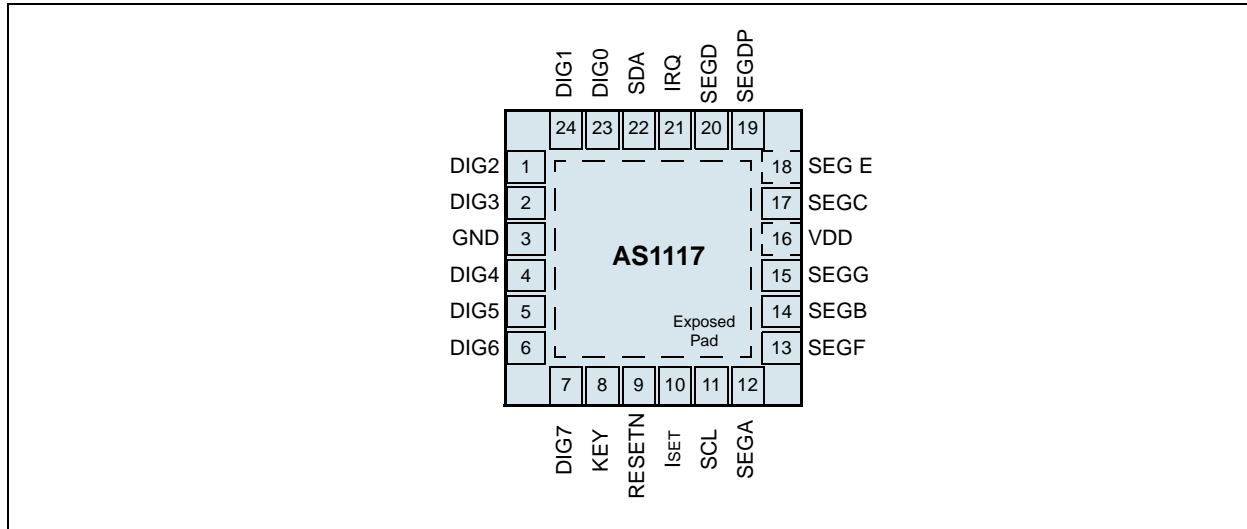 DIG1 DIG0 SDA IRQ SEGD SEGDP
24 23 22 21 20 19
DIG2 1 18 SEG E
DIG3 2 17 SEGC
GND 3 16 VDD
AS1117
DIG4 4 15 SEGG
DIG5 5 14 SEGB
Exposed
Pad
DIG6 6 13 SEGF
7 8 9 10 11 12
DIG7 KEY RESETN ISET SCL SEGA